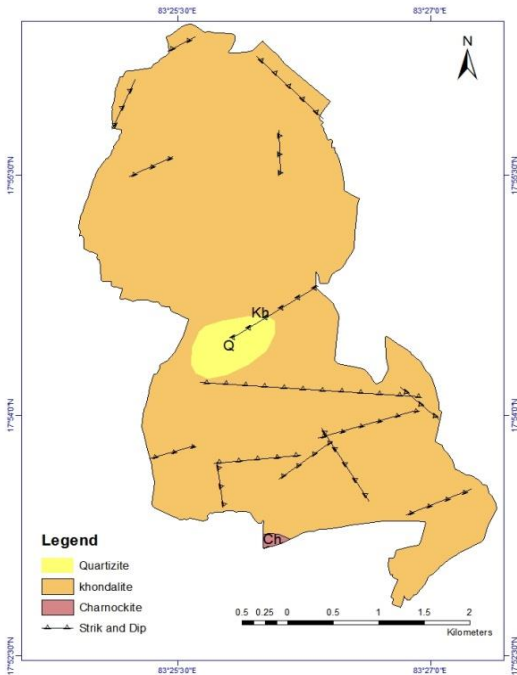 83°25'30"E 83°27'0"E
N
17°55'30"N 17°55'30"N
Kh
Q
17°54'0"N 17°54'0"N
Ch
Legend
Quartizite
khondalite
Charnockite
Strik and Dip
0.5 0.25 0 0.5 1 1.5 2
Kilometers
17°52'30"N 17°52'30"N
83°25'30"E 83°27'0"E